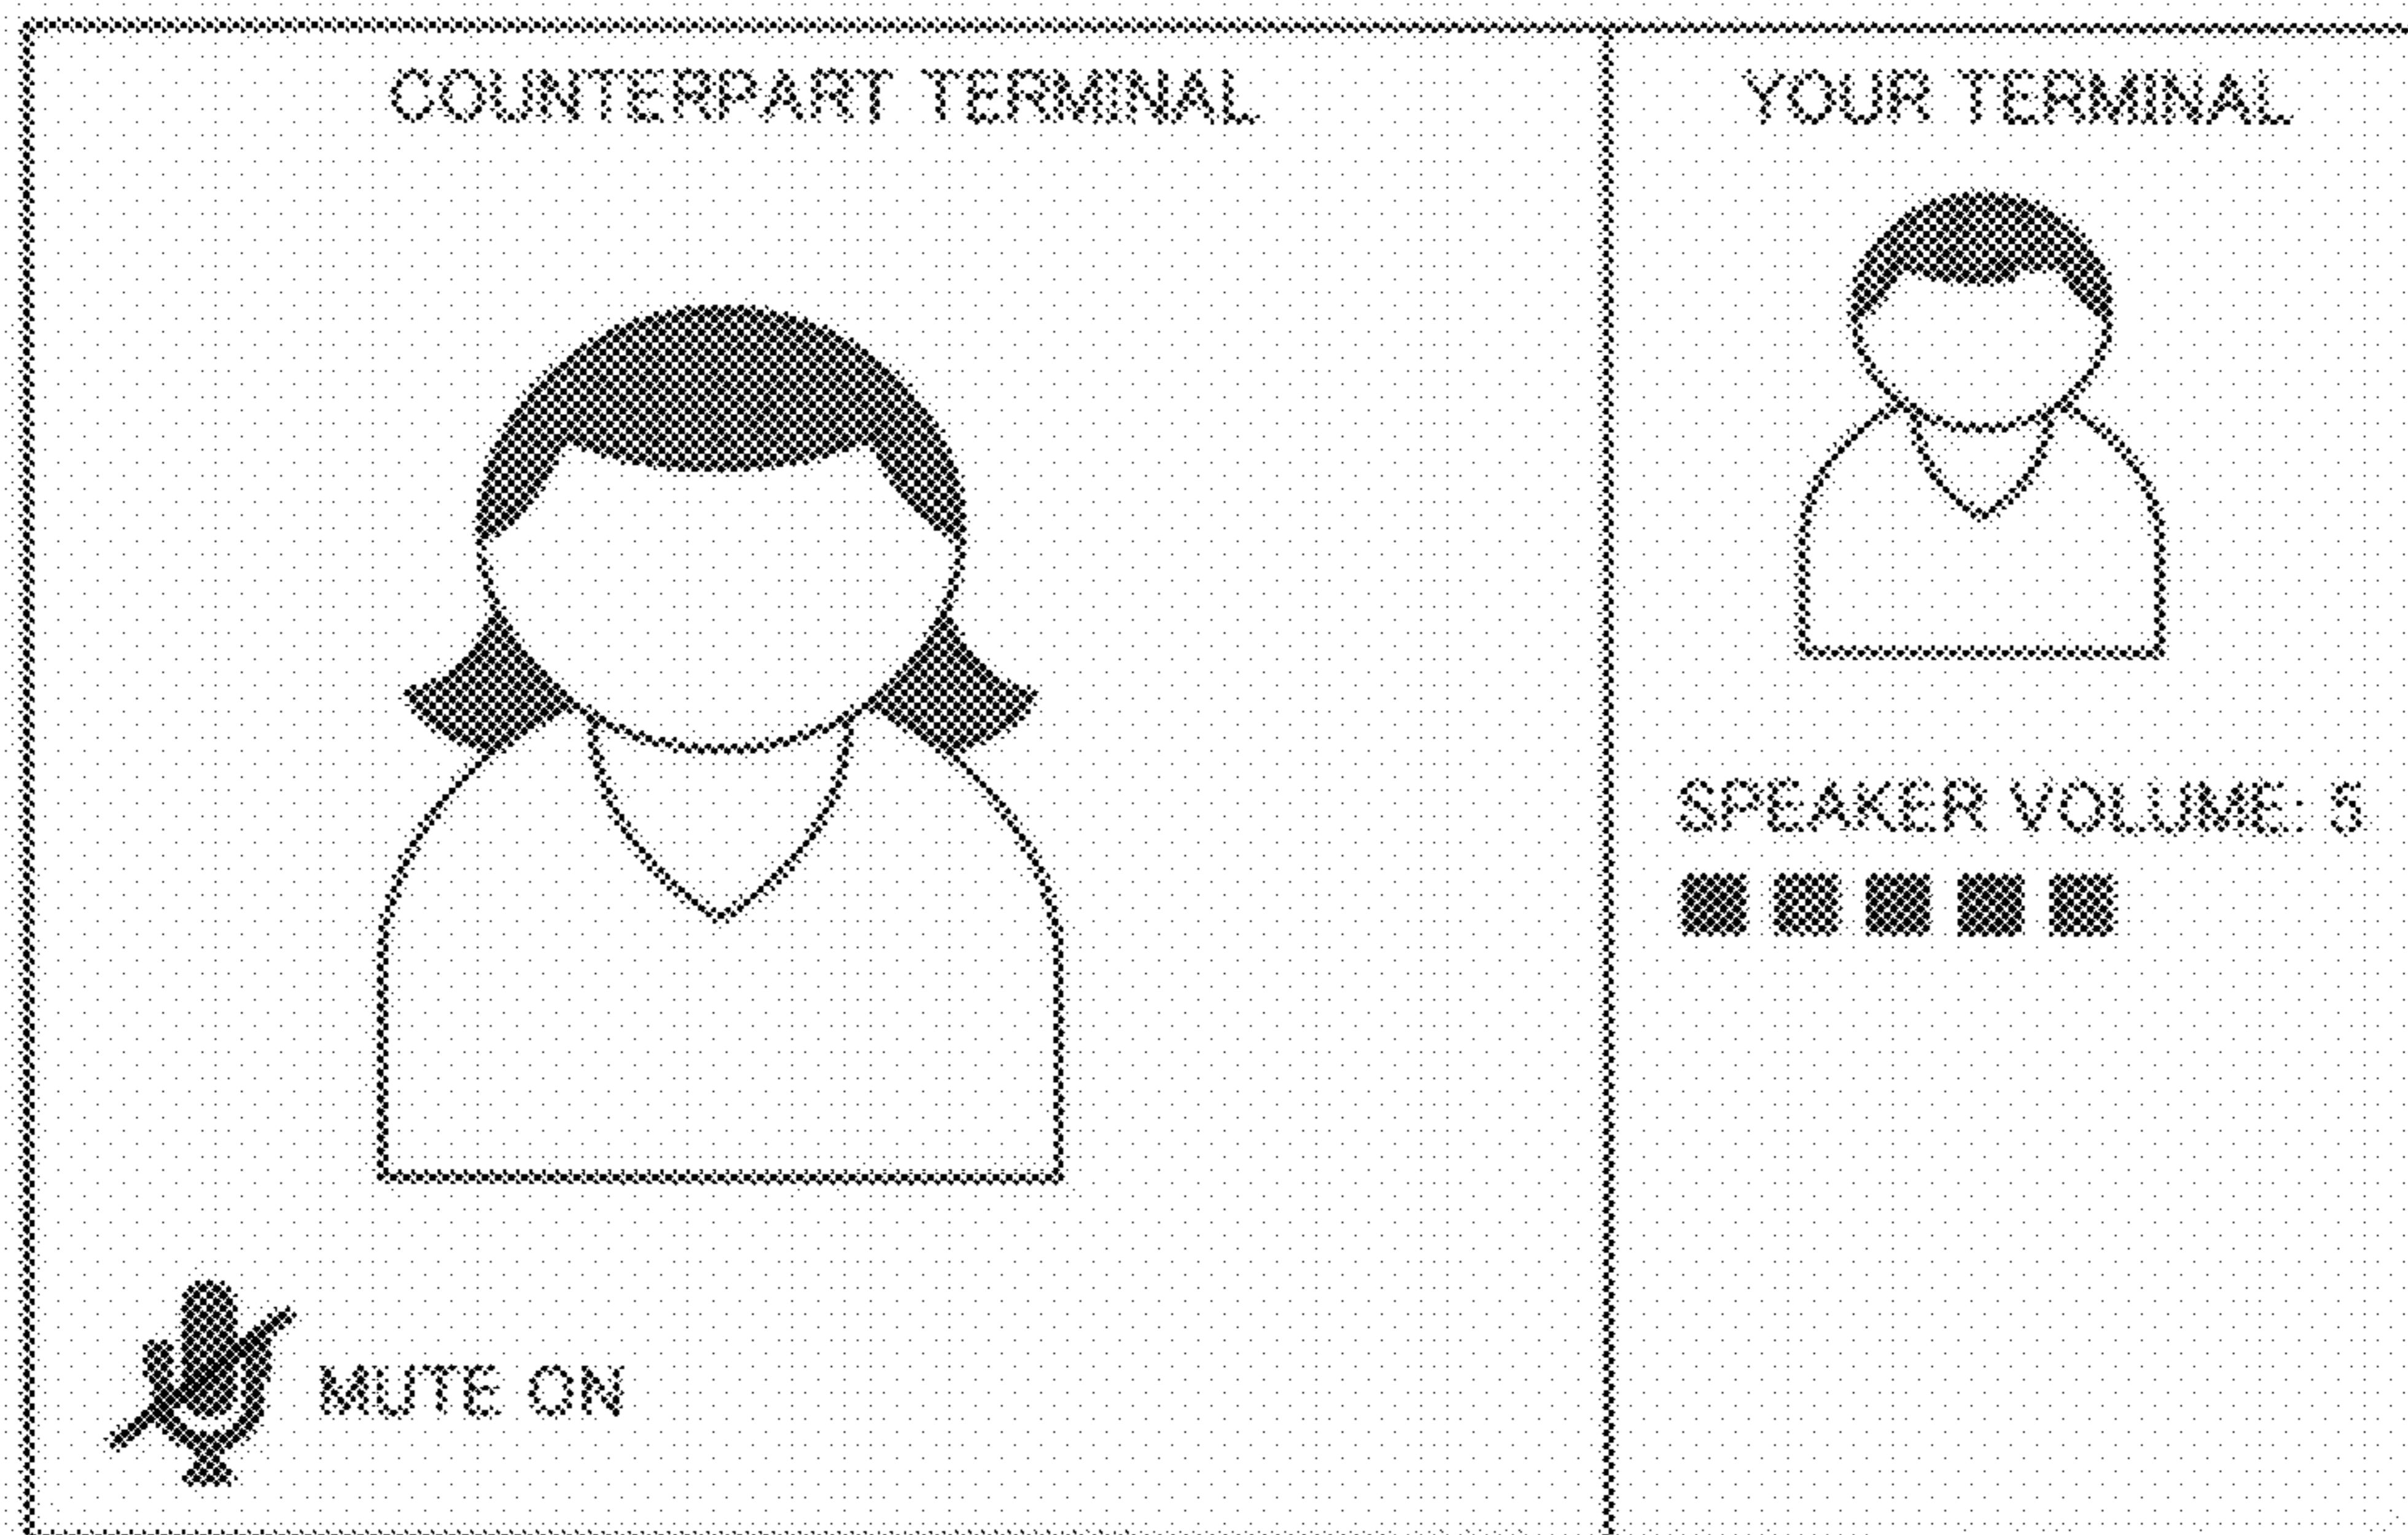 COUNTERPART TERMINAL
YOUR TERMINAL
SPEAKER VOLUME: 5
MUTE ON